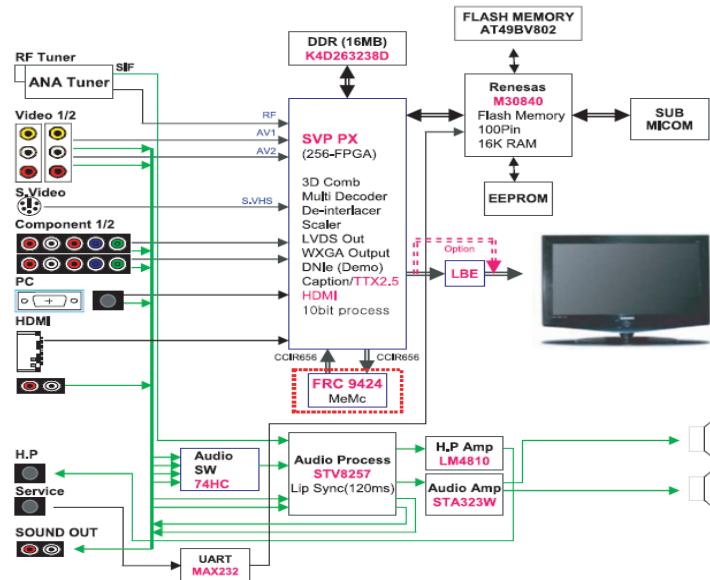 FLASH MEMORY
AT49BV802
DDR (16MB)
K4D263238D
RF Tuner
SIF
ANA Tuner
Renesas
M30840
Flash Memory
100Pin
16K RAM
SUB
MICOM
EEPROM
Video 1/2
RF
AV1
AV2
SVP PX
(256-FPGA)
3D Comb
Multi Decoder
De-interlacer
Scaler
LVDS Out
WXGA Output
DNIe (Demo)
Caption/TTX2.5
HDMI
10bit process
S.Video
S.VHS
Component 1/2
Option
LBE
PC
HDMI
CCIR656
CCIR656
FRC 9424
MeMc
H.P
Audio
SW
74HC
Audio Process
STV8257
Lip Sync(120ms)
H.P Amp
LM4810
Audio Amp
STA323W
Service
SOUND OUT
UART
MAX232